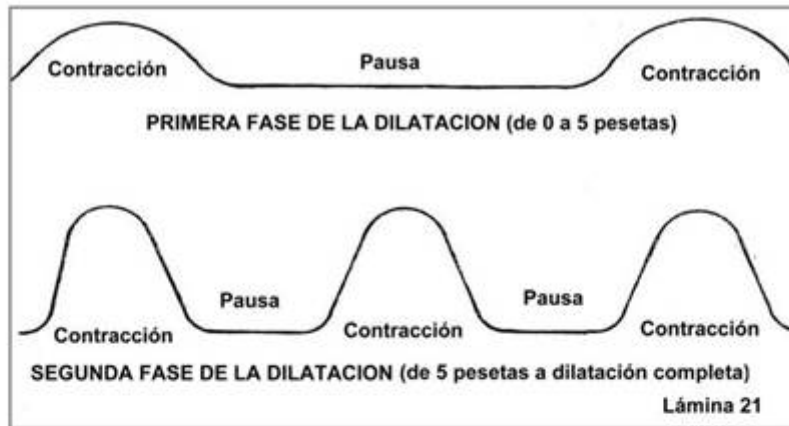 Contracción Pausa Contracción
PRIMERA FASE DE LA DILATACION (de 0 a 5 pesetas)
Pausa Pausa
Contracción Contracción Contracción
SEGUNDA FASE DE LA DILATACION (de 5 pesetas a dilatación completa)
Lámina 21